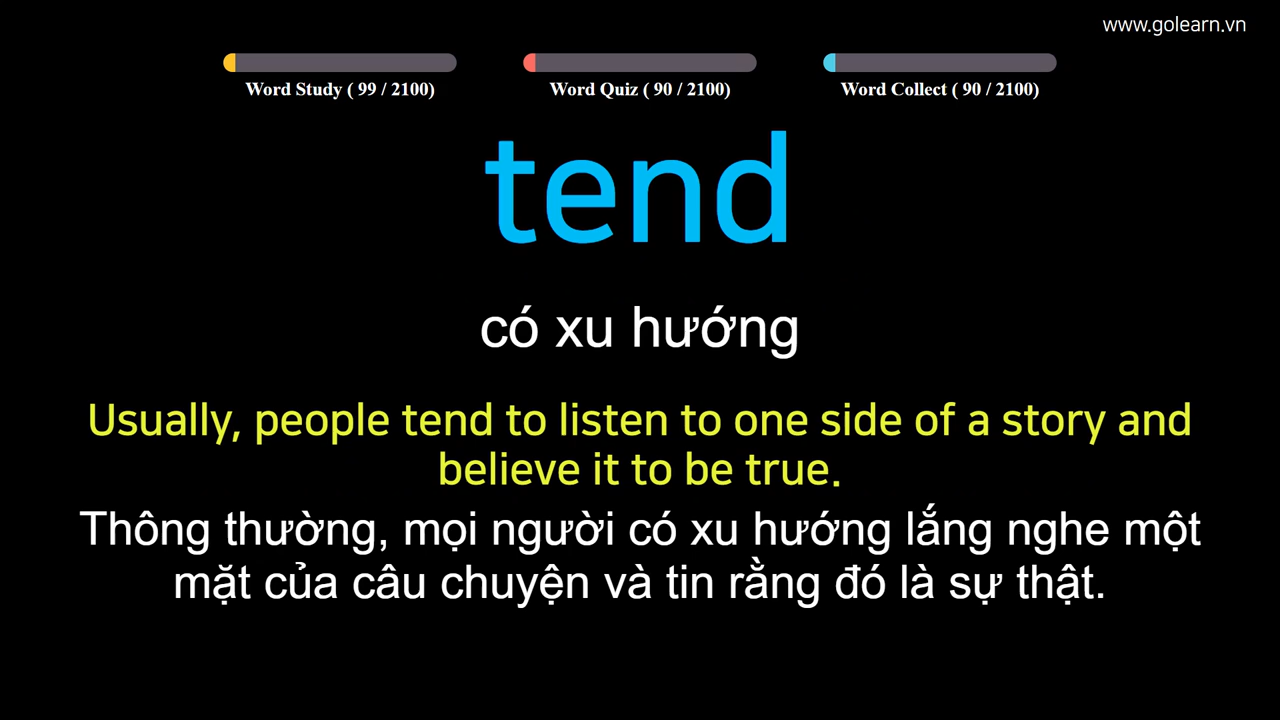 www.golearn.vn
Word Study ( 99 / 2100)
Word Quiz ( 90 / 2100)
Word Collect ( 90 / 2100)
tend
có xu hướng
Usually, people tend to listen to one side of a story and
believe it to be true.
Thông thường, mọi người có xu hướng lắng nghe một
mặt của câu chuyện và tin rằng đó là sự thật.